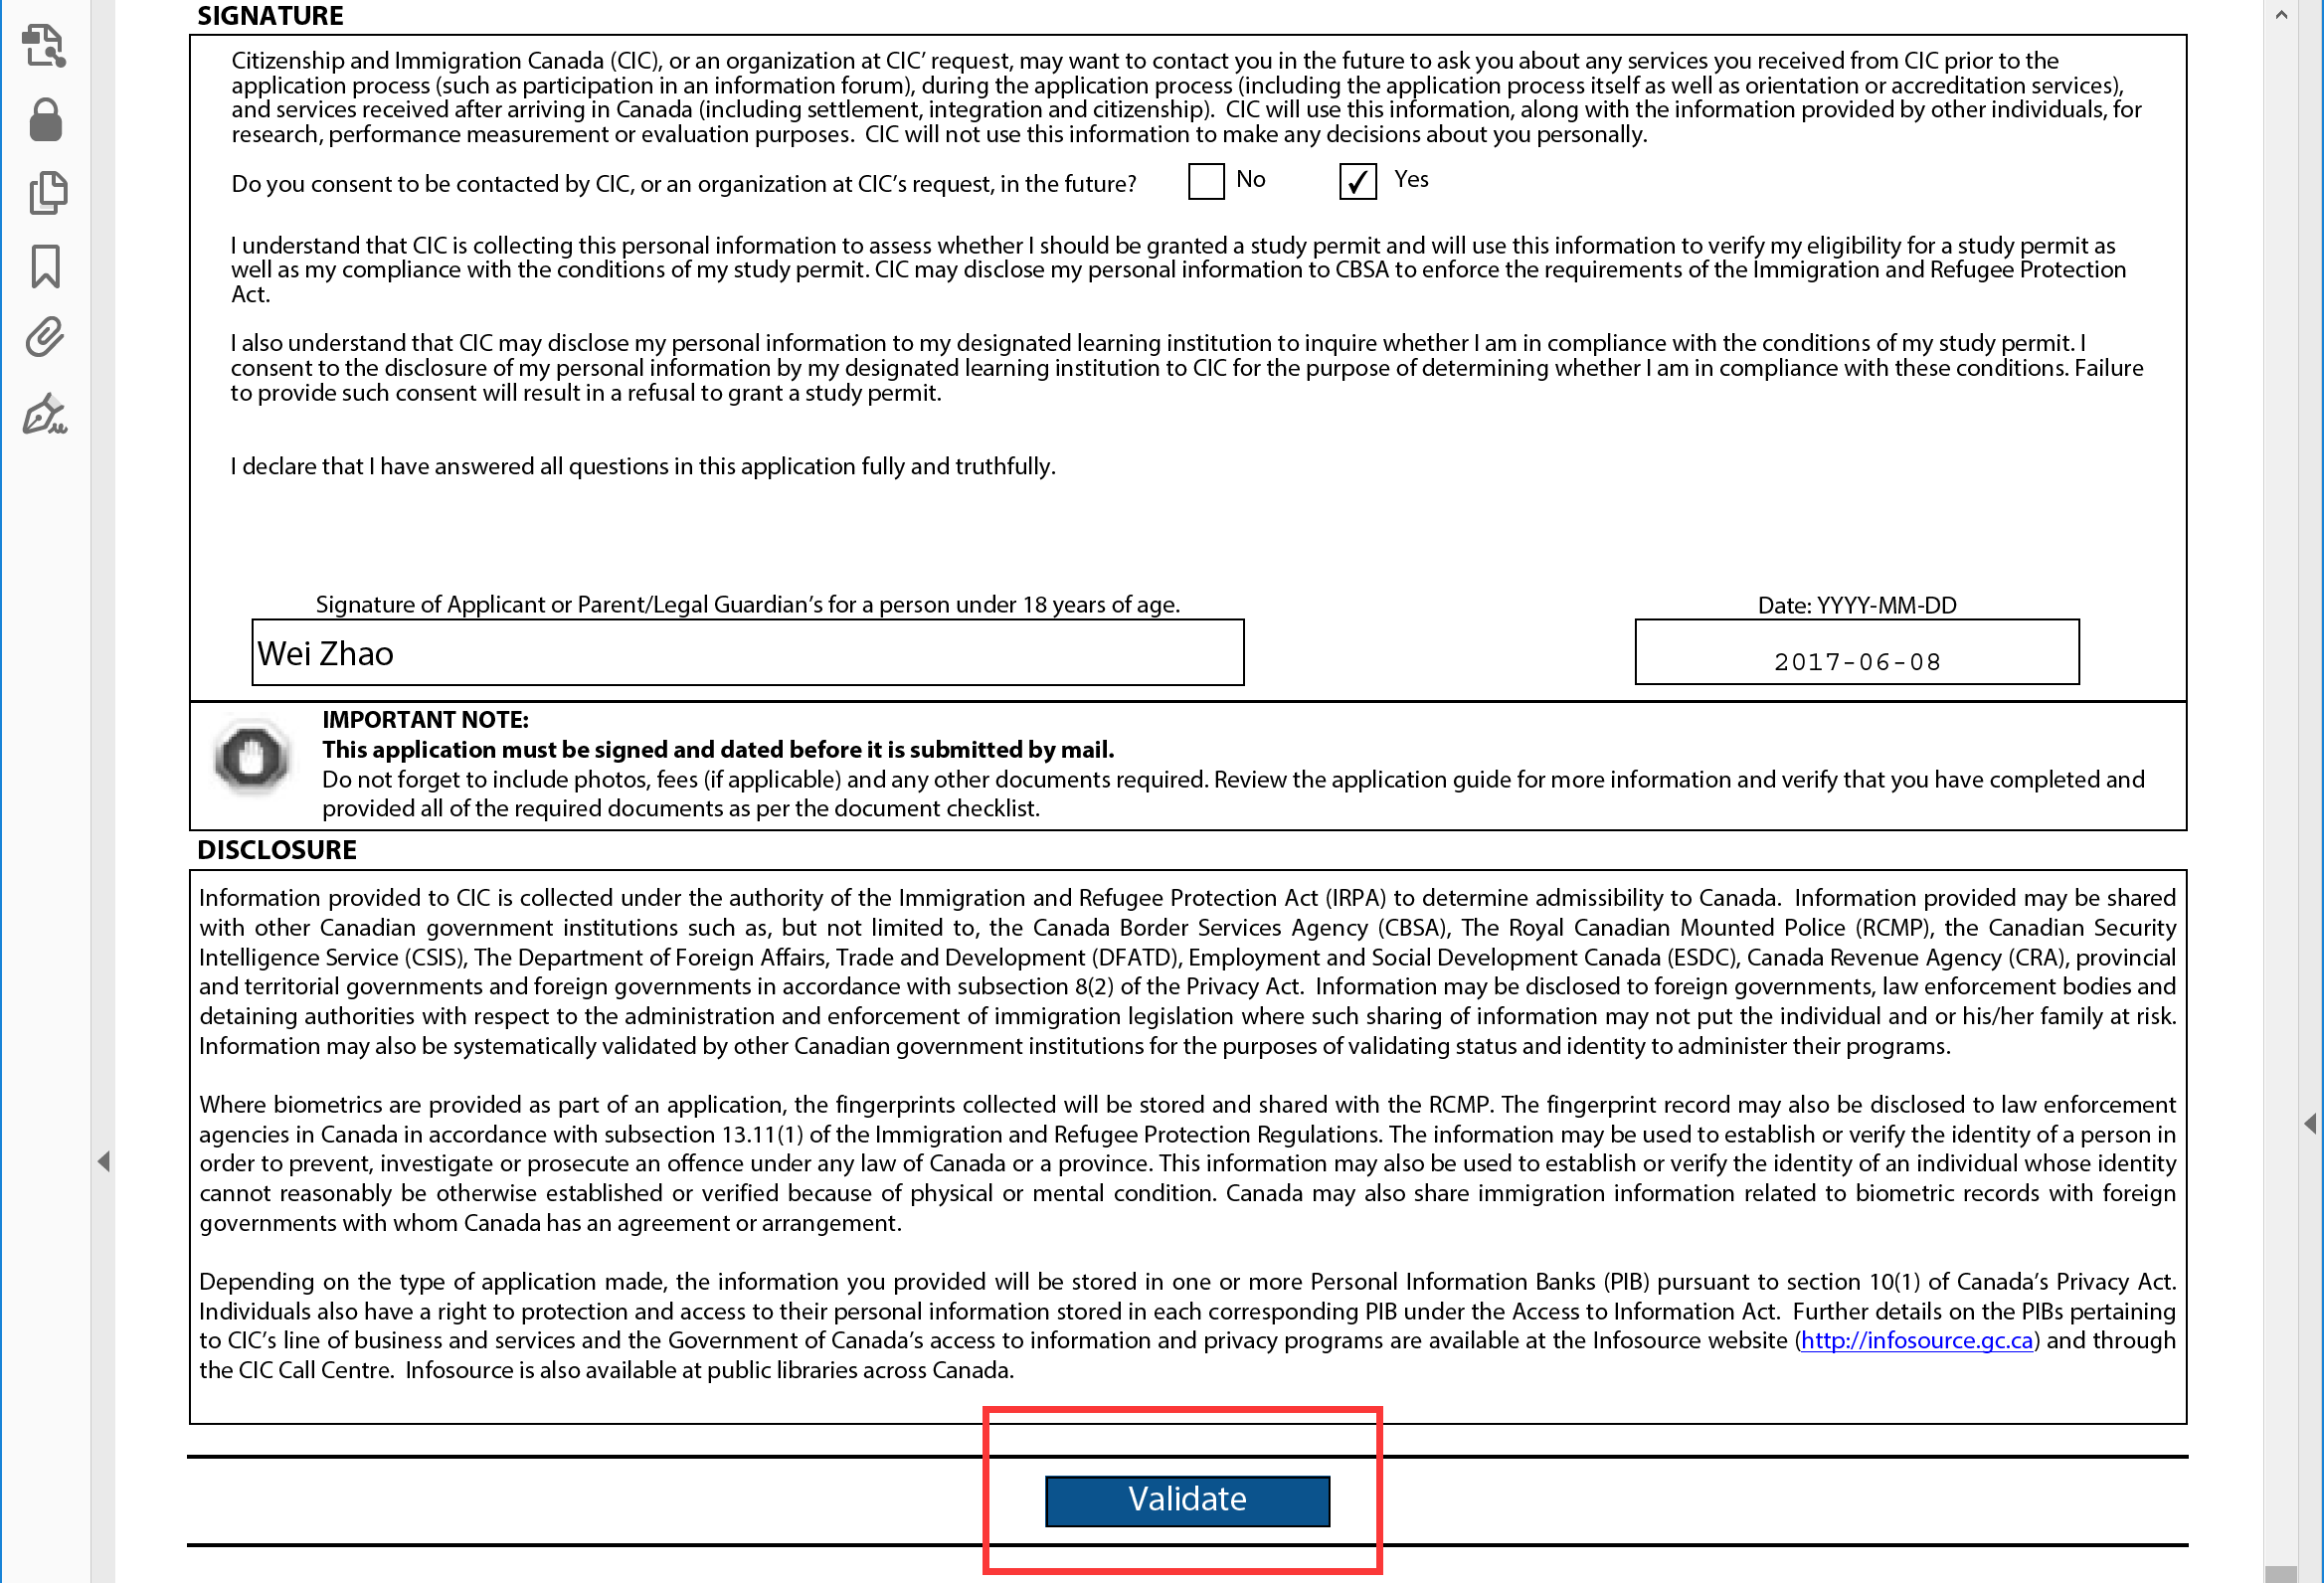 SIGNATURE
Citizenship and Immigration Canada (CIC), or an organization at CIC’ request, may want to contact you in the future to ask you about any services you received from CIC prior to the
application process (such as participation in an information forum), during the application process (including the application process itself as well as orientation or accreditation services),
and services received after arriving in Canada (including settlement, integration and citizenship). CIC will use this information, along with the information provided by other individuals, for
research, performance measurement or evaluation purposes. CIC will not use this information to make any decisions about you personally.
Do you consent to be contacted by CIC, or an organization at CIC’s request, in the future? No ✓ Yes
I understand that CIC is collecting this personal information to assess whether I should be granted a study permit and will use this information to verify my eligibility for a study permit as
well as my compliance with the conditions of my study permit. CIC may disclose my personal information to CBSA to enforce the requirements of the Immigration and Refugee Protection
Act.
I also understand that CIC may disclose my personal information to my designated learning institution to inquire whether I am in compliance with the conditions of my study permit. I
consent to the disclosure of my personal information by my designated learning institution to CIC for the purpose of determining whether I am in compliance with these conditions. Failure
to provide such consent will result in a refusal to grant a study permit.
I declare that I have answered all questions in this application fully and truthfully.
Signature of Applicant or Parent/Legal Guardian’s for a person under 18 years of age. Date: YYYY-MM-DD
Wei Zhao 2017-06-08
IMPORTANT NOTE:
This application must be signed and dated before it is submitted by mail.
Do not forget to include photos, fees (if applicable) and any other documents required. Review the application guide for more information and verify that you have completed and
provided all of the required documents as per the document checklist.
DISCLOSURE
Information provided to CIC is collected under the authority of the Immigration and Refugee Protection Act (IRPA) to determine admissibility to Canada. Information provided may be shared
with other Canadian government institutions such as, but not limited to, the Canada Border Services Agency (CBSA), The Royal Canadian Mounted Police (RCMP), the Canadian Security
Intelligence Service (CSIS), The Department of Foreign Affairs, Trade and Development (DFATD), Employment and Social Development Canada (ESDC), Canada Revenue Agency (CRA), provincial
and territorial governments and foreign governments in accordance with subsection 8(2) of the Privacy Act. Information may be disclosed to foreign governments, law enforcement bodies and
detaining authorities with respect to the administration and enforcement of immigration legislation where such sharing of information may not put the individual and or his/her family at risk.
Information may also be systematically validated by other Canadian government institutions for the purposes of validating status and identity to administer their programs.
Where biometrics are provided as part of an application, the fingerprints collected will be stored and shared with the RCMP. The fingerprint record may also be disclosed to law enforcement
agencies in Canada in accordance with subsection 13.11(1) of the Immigration and Refugee Protection Regulations. The information may be used to establish or verify the identity of a person in
order to prevent, investigate or prosecute an offence under any law of Canada or a province. This information may also be used to establish or verify the identity of an individual whose identity
cannot reasonably be otherwise established or verified because of physical or mental condition. Canada may also share immigration information related to biometric records with foreign
governments with whom Canada has an agreement or arrangement.
Depending on the type of application made, the information you provided will be stored in one or more Personal Information Banks (PIB) pursuant to section 10(1) of Canada’s Privacy Act.
Individuals also have a right to protection and access to their personal information stored in each corresponding PIB under the Access to Information Act. Further details on the PIBs pertaining
to CIC’s line of business and services and the Government of Canada’s access to information and privacy programs are available at the Infosource website (http://infosource.gc.ca) and through
the CIC Call Centre. Infosource is also available at public libraries across Canada.
Validate